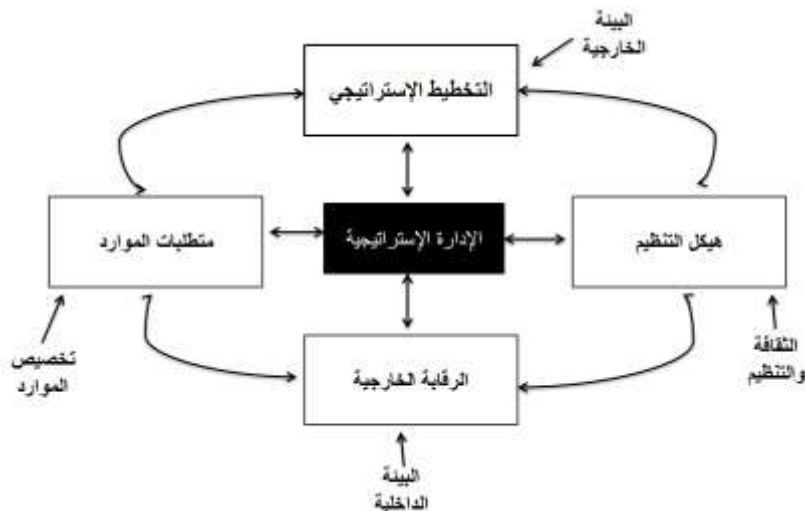 البيئة
الخارجية
التخطيط الإستراتيجي
هيكل التنظيم
الإدارة الإستراتيجية
متطلبات الموارد
الثقافة
والتنظيم
الرقابة الخارجية
تخصيص
الموارد
البيئة
الداخلية